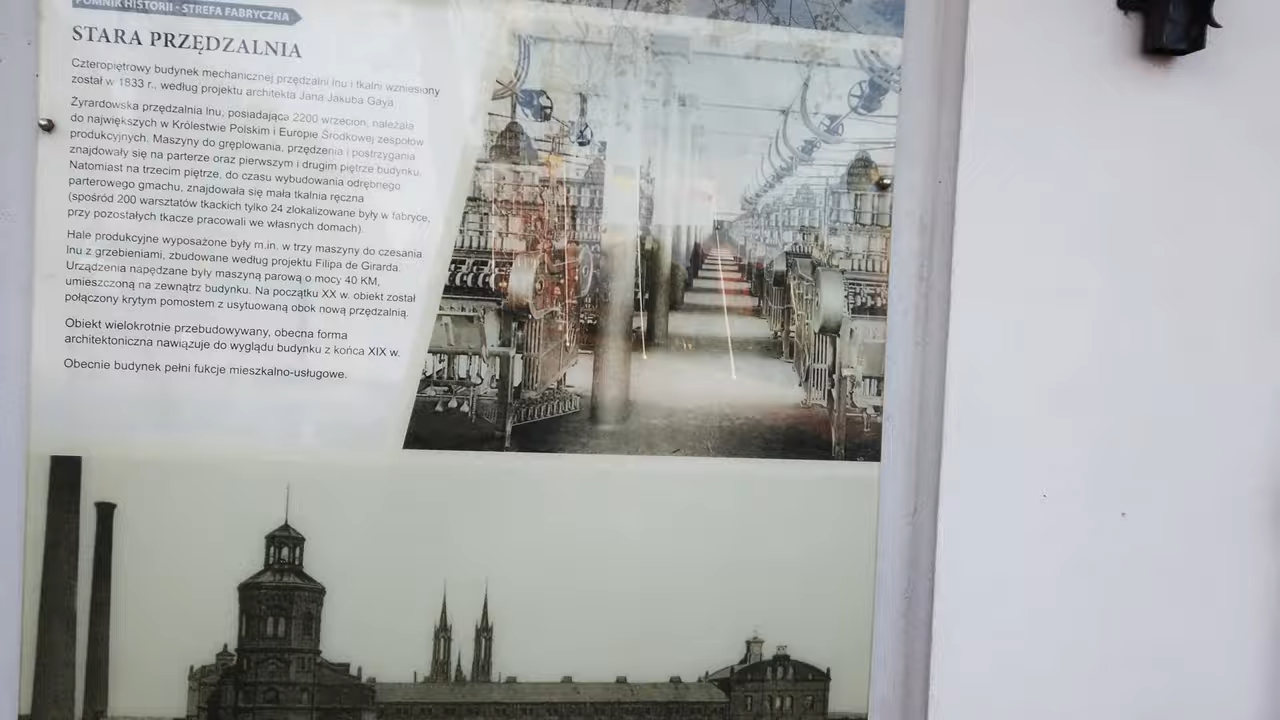 POMNIK HISTORII - STREFA FABRYCZNA
STARA PRZĘDZALNIA
Czteropiętrowy budynek mechanicznej przędzalni lnu i tkalni wzniesiony
został w 1833 r., według projektu architekta Jana Jakuba Gaya.
Żyrardowska przędzalnia lnu, posiadająca 2200 wrzecion, należała
do największych w Królestwie Polskim i Europie Środkowej zespołów
produkcyjnych. Maszyny do gręplowania, przędzenia i postrzygania
znajdowały się na parterze oraz pierwszym i drugim piętrze budynku.
Natomiast na trzecim piętrze, do czasu wybudowania odrębnego
parterowego gmachu, znajdowała się mała tkalnia ręczna
(spośród 200 warsztatów tkackich tylko 24 zlokalizowane były w fabryce,
przy pozostałych tkacze pracowali we własnych domach).
Hale produkcyjne wyposażone były m.in. w trzy maszyny do czesania
lnu z grzebieniami, zbudowane według projektu Filipa de Girarda.
Urządzenia napędzane były maszyną parową o mocy 40 KM,
umieszczoną na zewnątrz budynku. Na początku XX w. obiekt został
połączony krytym pomostem z usytuowaną obok nową przędzalnią.
Obiekt wielokrotnie przebudowywany, obecna forma
architektoniczna nawiązuje do wyglądu budynku z końca XIX w.
Obecnie budynek pełni fukcje mieszkalno-usługowe.